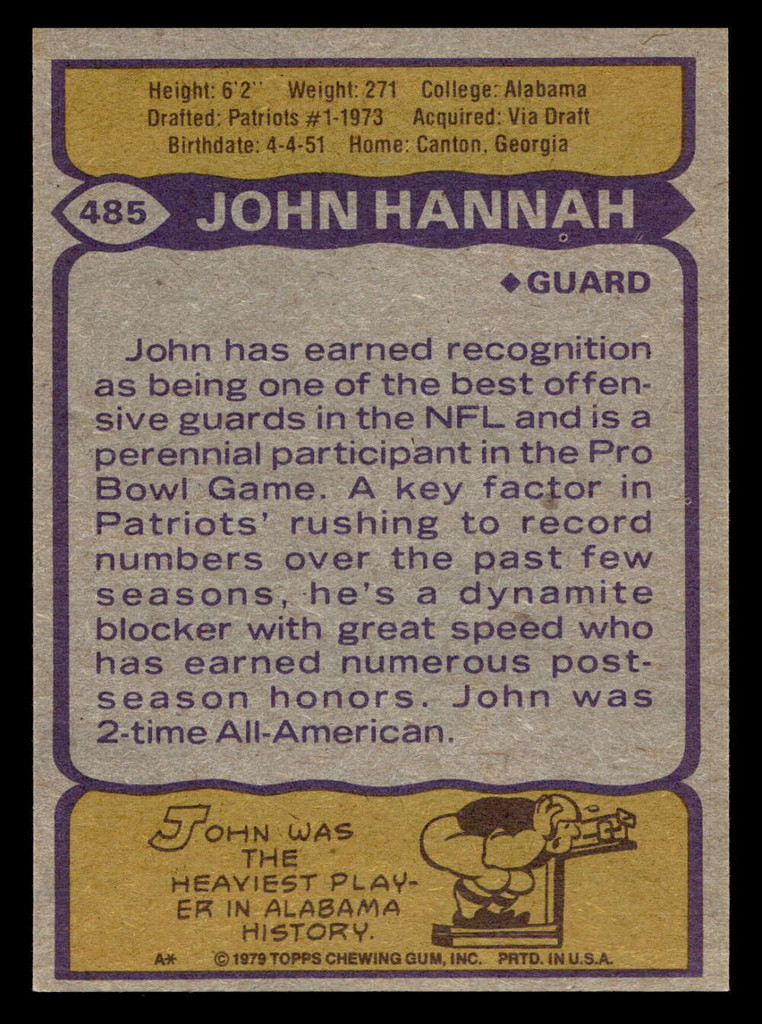 Height: 6'2" Weight: 271 College: Alabama
Drafted: Patriots #1-1973 Acquired: Via Draft
Birthdate: 4-4-51 Home: Canton, Georgia
485 JOHN HANNAH
◆GUARD
John has earned recognition
as being one of the best offen-
sive guards in the NFL and is a
perennial participant in the Pro
Bowl Game. A key factor in
Patriots' rushing to record
numbers over the past few
seasons, he's a dynamite
blocker with great speed who
has earned numerous post-
season honors. John was
2-time All-American.
JOHN WAS
THE
HEAVIEST PLAY-
ER IN ALABAMA
HISTORY.
A* © 1979 TOPPS CHEWING GUM, INC. PRTD. IN U.S.A.